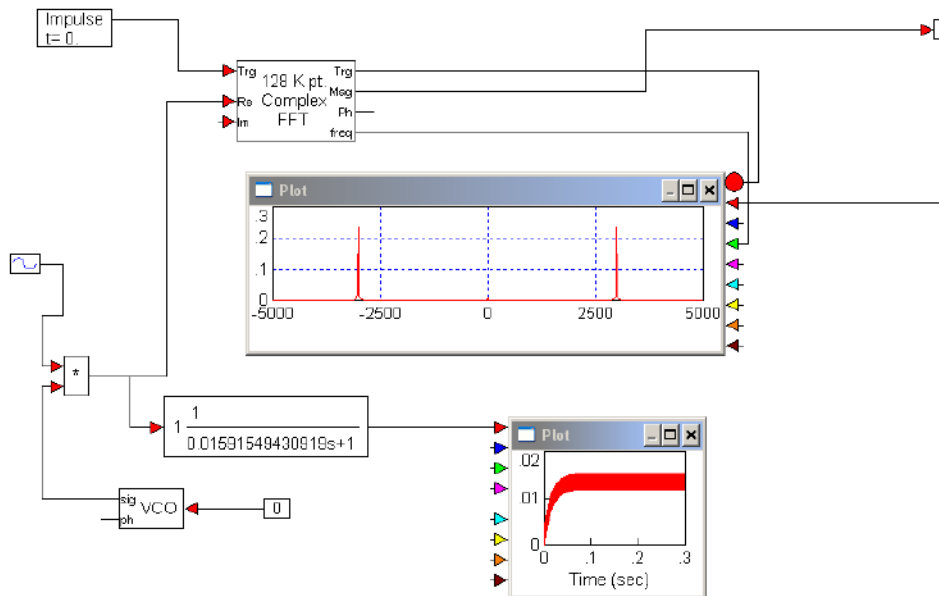 Impulse
t= 0.
Trg
Re
Im
128 K pt.
Complex
FFT
Trg
Mag
Ph
freq
Plot
.3
.2
.1
0
-5000
-2500
0
2500
5000
*
1
1
0.01591549430919s+1
sig
ph
VCO
0
Plot
.02
.01
0
0
.1
.2
.3
Time (sec)